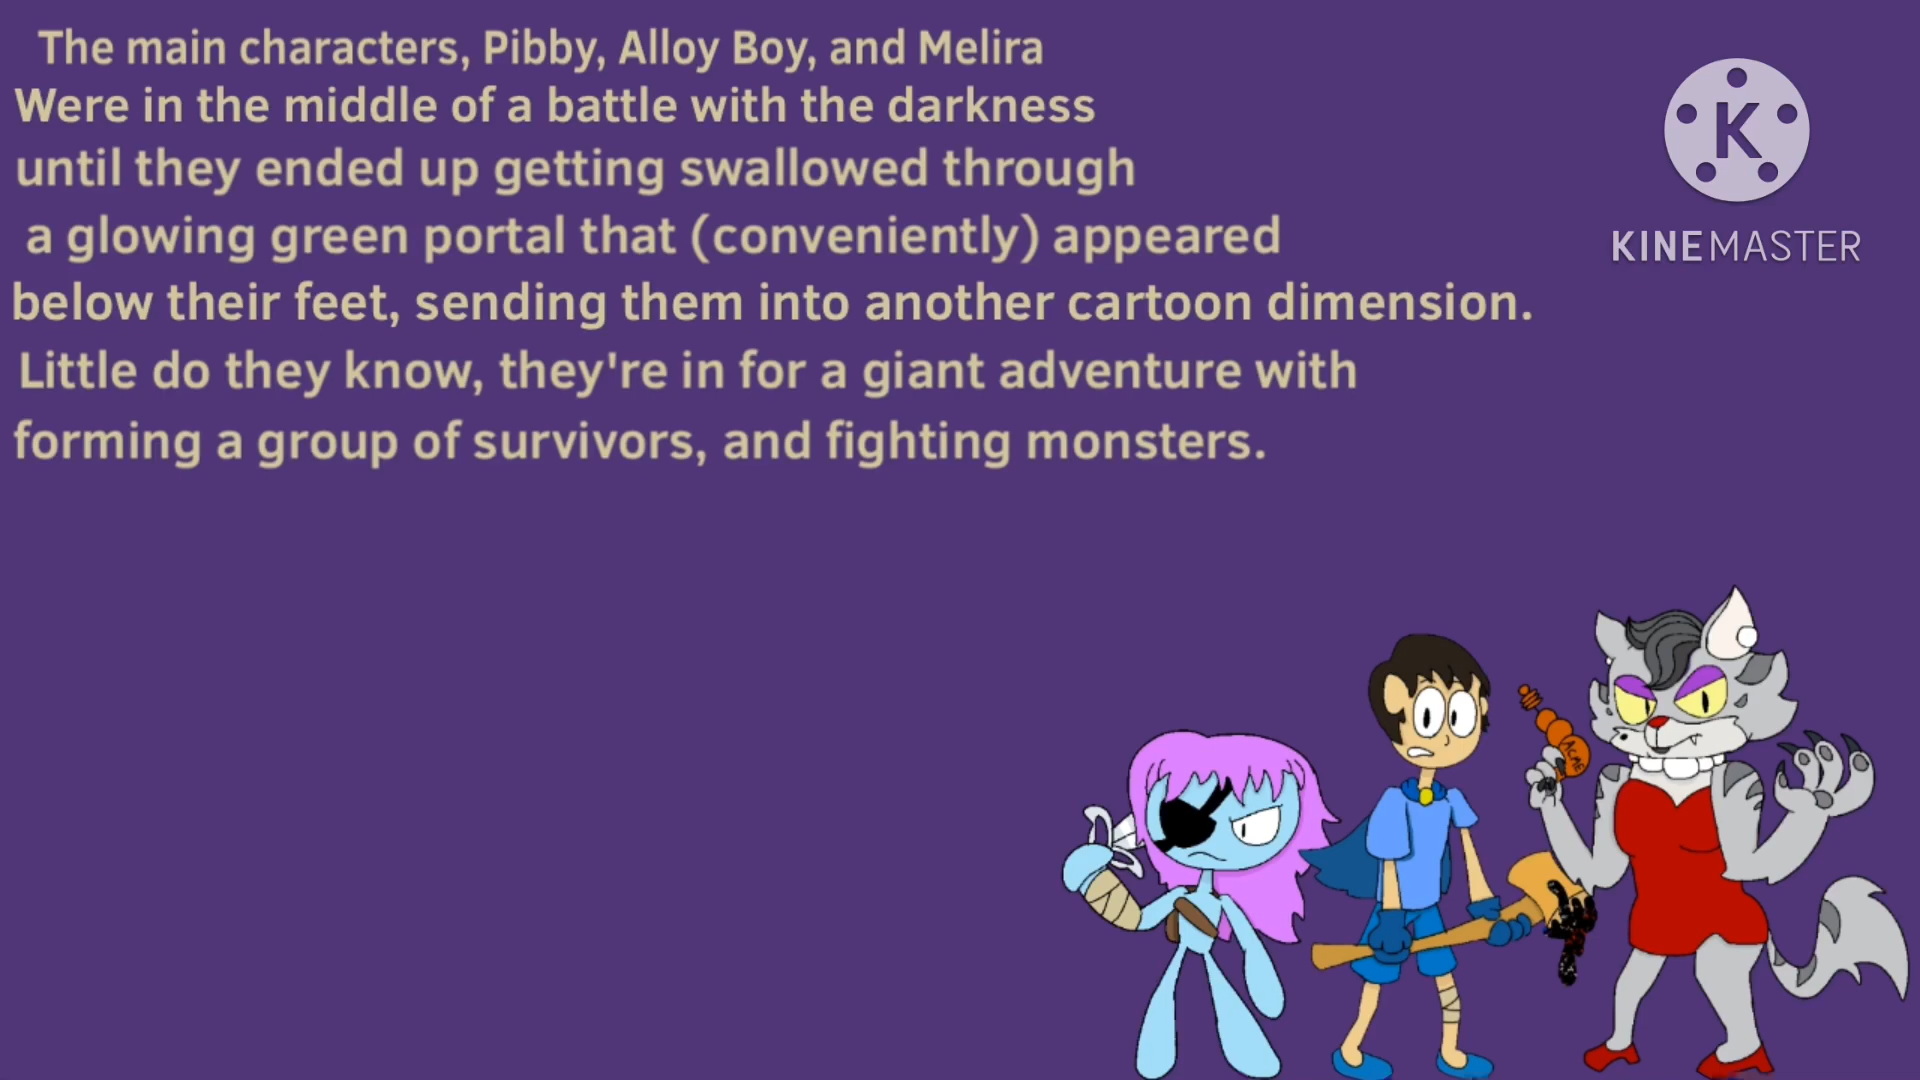 The main characters, Pibby, Alloy Boy, and Melira
Were in the middle of a battle with the darkness
until they ended up getting swallowed through
a glowing green portal that (conveniently) appeared
below their feet, sending them into another cartoon dimension.
Little do they know, they're in for a giant adventure with
forming a group of survivors, and fighting monsters.
K
KINEMASTER
ACME